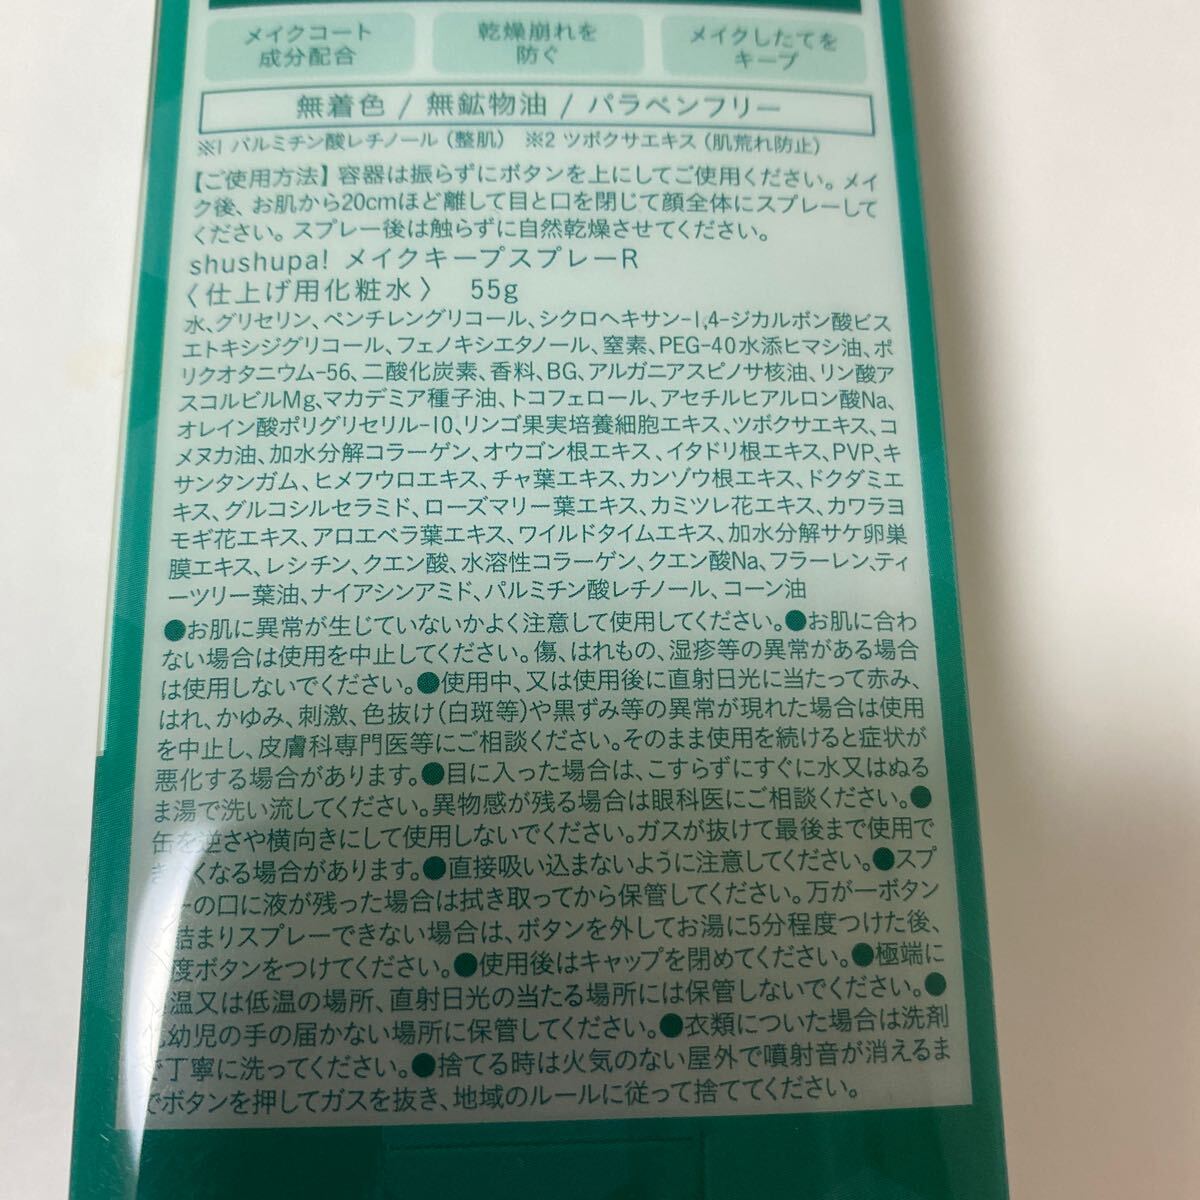 メイクコート
成分配合
乾燥崩れを
防ぐ
メイクしたてを
キープ
無着色 / 無鉱物油 / パラベンフリー
※1 パルミチン酸レチノール（整肌） ※2 ツボクサエキス（肌荒れ防止）
【ご使用方法】容器は振らずにボタンを上にしてご使用ください。メイ
ク後、お肌から20cmほど離して目と口を閉じて顔全体にスプレーして
ください。スプレー後は触らずに自然乾燥させてください。
shushupa! メイクキープスプレーR
〈仕上げ用化粧水〉 55g
水、グリセリン、ペンチレングリコール、シクロヘキサン-1,4-ジカルボン酸ビス
エトキシジグリコール、フェノキシエタノール、窒素、PEG-40水添ヒマシ油、ポ
リクオタニウム-56、二酸化炭素、香料、BG、アルガニアスピノサ核油、リン酸ア
スコルビルMg、マカデミア種子油、トコフェロール、アセチルヒアルロン酸Na、
オレイン酸ポリグリセリル-10、リンゴ果実培養細胞エキス、ツボクサエキス、コ
メヌカ油、加水分解コラーゲン、オウゴン根エキス、イタドリ根エキス、PVP、キ
サンタンガム、ヒメフウロエキス、チャ葉エキス、カンゾウ根エキス、ドクダミエ
キス、グルコシルセラミド、ローズマリー葉エキス、カミツレ花エキス、カワラヨ
モギ花エキス、アロエベラ葉エキス、ワイルドタイムエキス、加水分解サケ卵巣
膜エキス、レシチン、クエン酸、水溶性コラーゲン、クエン酸Na、フラーレン、ティ
ーツリー葉油、ナイアシンアミド、パルミチン酸レチノール、コーン油
●お肌に異常が生じていないかよく注意して使用してください。●お肌に合わ
ない場合は使用を中止してください。傷、はれもの、湿疹等の異常がある場合
は使用しないでください。●使用中、又は使用後に直射日光に当たって赤み、
はれ、かゆみ、刺激、色抜け（白斑等）や黒ずみ等の異常が現れた場合は使用
を中止し、皮膚科専門医等にご相談ください。そのまま使用を続けると症状が
悪化する場合があります。●目に入った場合は、こすらずにすぐに水又はぬる
ま湯で洗い流してください。異物感が残る場合は眼科医にご相談ください。●
缶を逆さや横向きにして使用しないでください。ガスが抜けて最後まで使用で
きなくなる場合があります。●直接吸い込まないように注意してください。●スプ
ーの口に液が残った場合は拭き取ってから保管してください。万が一ボタン
詰まりスプレーできない場合は、ボタンを外してお湯に5分程度つけた後、
度ボタンをつけてください。●使用後はキャップを閉めてください。●極端に
温又は低温の場所、直射日光の当たる場所には保管しないでください。●
幼児の手の届かない場所に保管してください。●衣類についた場合は洗剤
で丁寧に洗ってください。●捨てる時は火気のない屋外で噴射音が消えるま
でボタンを押してガスを抜き、地域のルールに従って捨ててください。